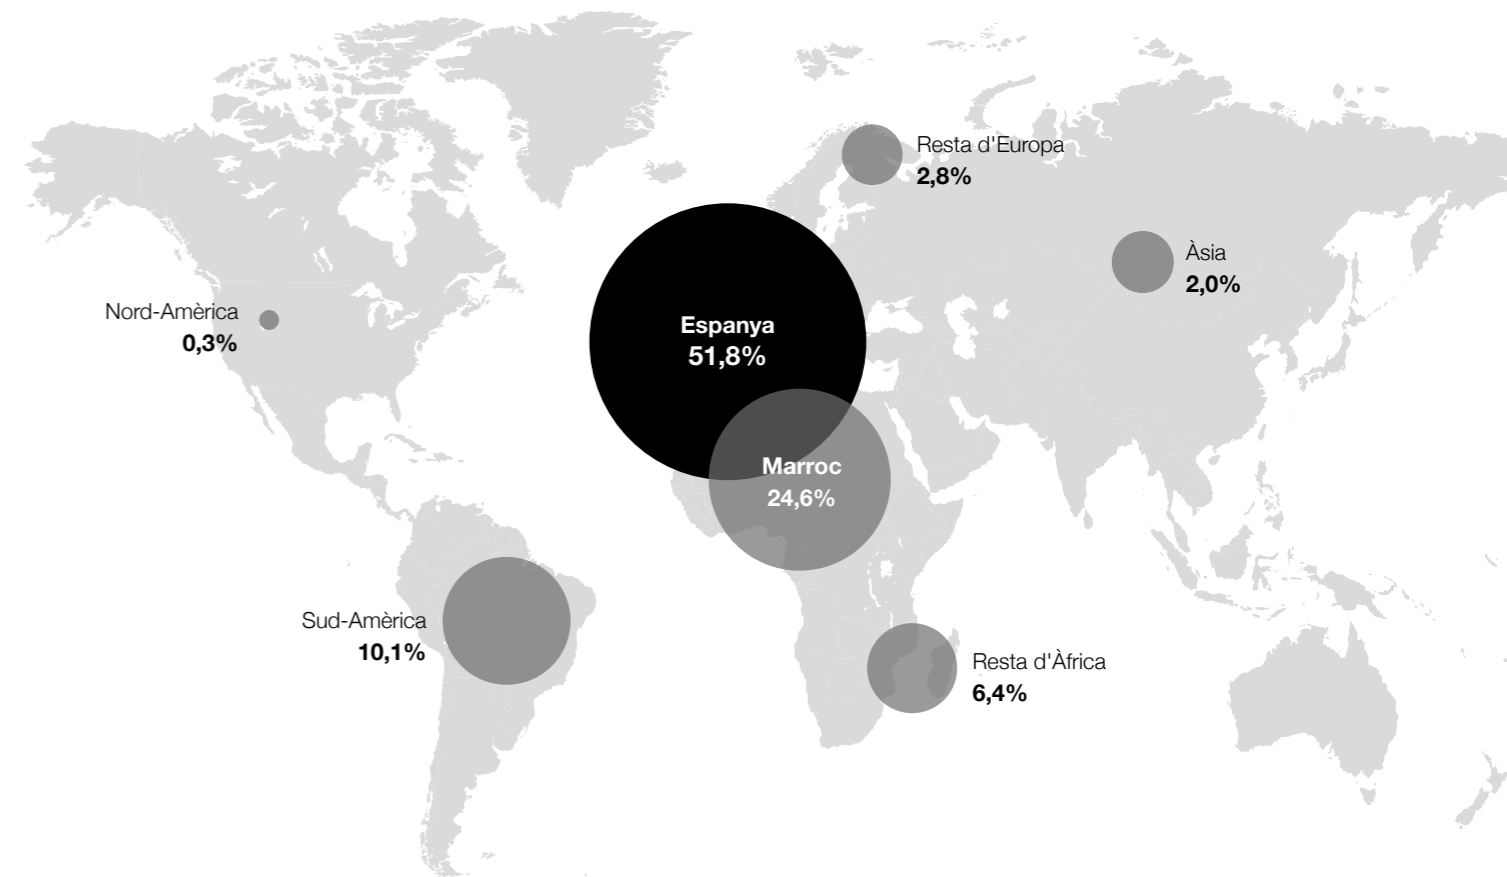 Resta d'Europa
2,8%
Àsia
2,0%
Nord-Amèrica
0,3%
Espanya
51,8%
Marroc
24,6%
Sud-Amèrica
10,1%
Resta d'Àfrica
6,4%